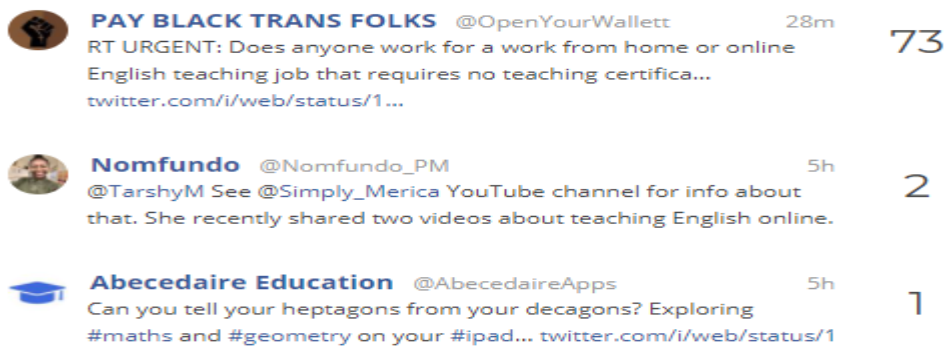 PAY BLACK TRANS FOLKS @OpenYourWallett 28m
RT URGENT: Does anyone work for a work from home or online 73
English teaching job that requires no teaching certifica...
twitter.com/i/web/status/1...
Nomfundo @Nomfundo_PM 5h
@TarshyM See @Simply_Merica YouTube channel for info about 2
that. She recently shared two videos about teaching English online.
Abecedaire Education @AbecedaireApps 5h
Can you tell your heptagons from your decagons? Exploring 1
#maths and #geometry on your #ipad... twitter.com/i/web/status/1